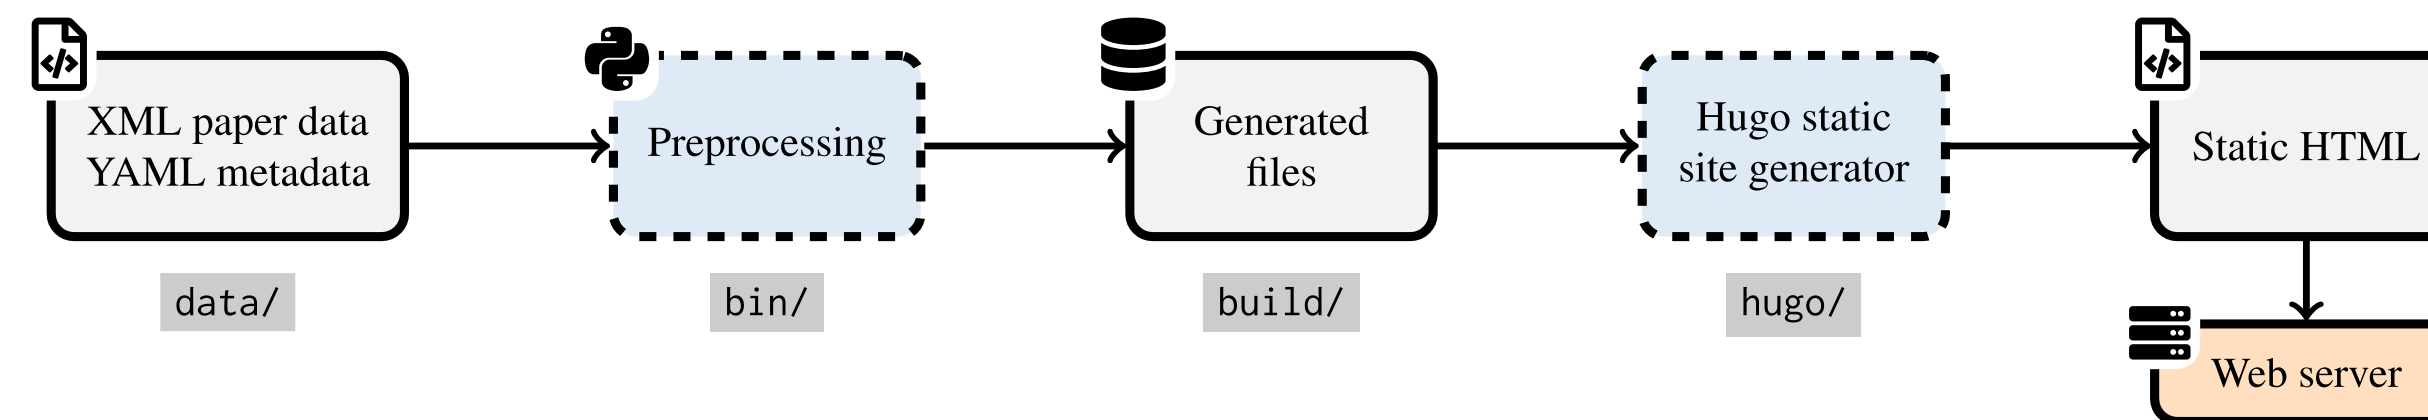 XML paper data
YAML metadata
data/
Preprocessing
bin/
Generated
files
build/
Hugo static
site generator
hugo/
Static HTML
Web server